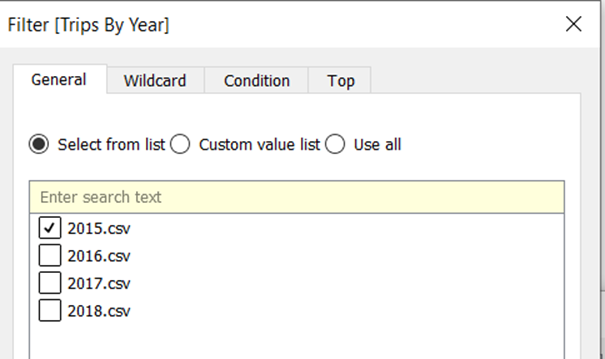 Filter [Trips By Year]
General Wildcard Condition Top
Select from list Custom value list Use all
Enter search text
2015.csv
2016.csv
2017.csv
2018.csv